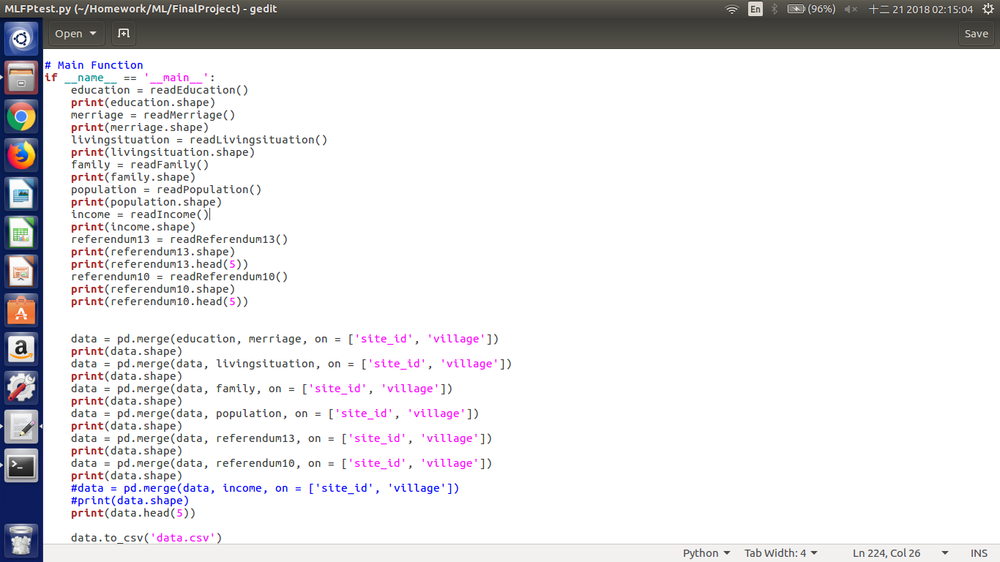 MLFPtest.py (~/Homework/ML/FinalProject) - gedit
En
(96%)
十二 21 2018 02:15:04
Open
Save
# Main Function
if __name__ == '__main__':
    education = readEducation()
    print(education.shape)
    merriage = readMerriage()
    print(merriage.shape)
    livingsituation = readLivingsituation()
    print(livingsituation.shape)
    family = readFamily()
    print(family.shape)
    population = readPopulation()
    print(population.shape)
    income = readIncome()
    print(income.shape)
    referendum13 = readReferendum13()
    print(referendum13.shape)
    print(referendum13.head(5))
    referendum10 = readReferendum10()
    print(referendum10.shape)
    print(referendum10.head(5))
    data = pd.merge(education, merriage, on = ['site_id', 'village'])
    print(data.shape)
    data = pd.merge(data, livingsituation, on = ['site_id', 'village'])
    print(data.shape)
    data = pd.merge(data, family, on = ['site_id', 'village'])
    print(data.shape)
    data = pd.merge(data, population, on = ['site_id', 'village'])
    print(data.shape)
    data = pd.merge(data, referendum13, on = ['site_id', 'village'])
    print(data.shape)
    data = pd.merge(data, referendum10, on = ['site_id', 'village'])
    print(data.shape)
    #data = pd.merge(data, income, on = ['site_id', 'village'])
    #print(data.shape)
    print(data.head(5))
    data.to_csv('data.csv')
Python
Tab Width: 4
Ln 224, Col 26
INS